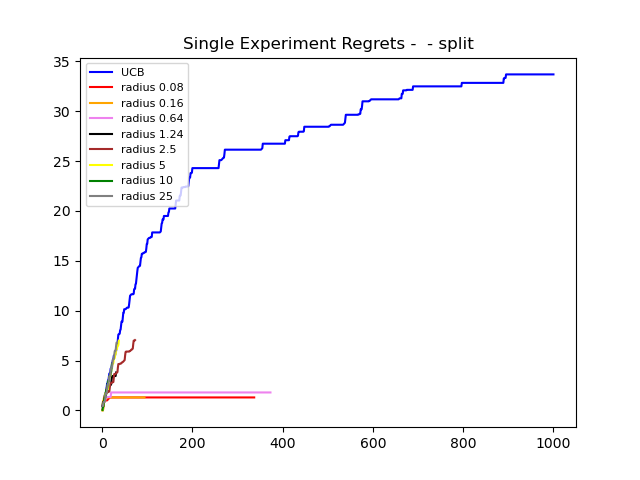 Single Experiment Regrets -  - split
35
30
25
20
15
10
5
0
UCB
radius 0.08
radius 0.16
radius 0.64
radius 1.24
radius 2.5
radius 5
radius 10
radius 25
0 200 400 600 800 1000